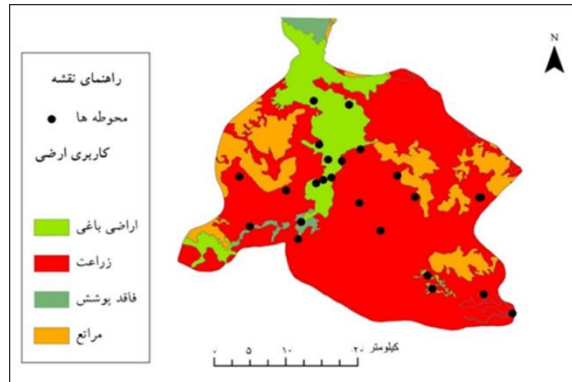 راهنمای نقشه
محوطه ها
کاربری ارضی
اراضی باغی
زراعت
فاقد پوشش
مراتع
N
۰ ۵ ۱۰ ۲۰ کیلومتر